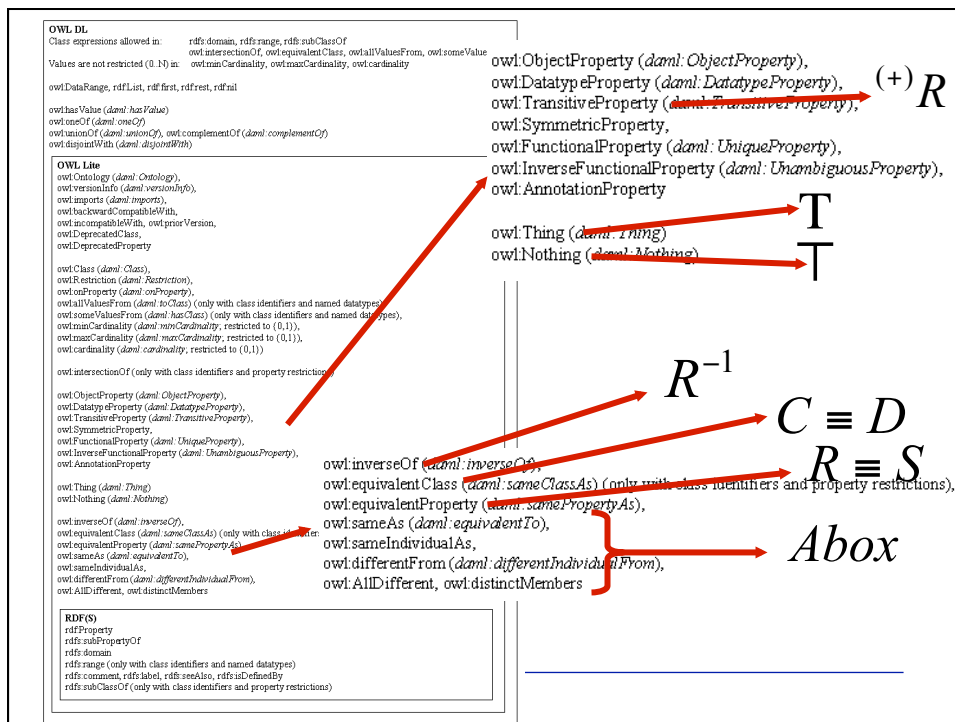 OWL DL
Class expressions allowed in: rdfs:domain, rdfs:range, rdfs:subClassOf
owl:intersectionOf, owl:equivalentClass, owl:allValuesFrom, owl:someValue
Values are not restricted (0..N) in: owl:minCardinality, owl:maxCardinality, owl:cardinality
owl:DataRange, rdf:List, rdf:first, rdf:rest, rdf:nil
owl:hasValue (daml:hasValue)
owl:oneOf (daml:oneOf)
owl:unionOf (daml:unionOf), owl:complementOf (daml:complementOf)
owl:disjointWith (daml:disjointWith)
OWL Lite
owl:Ontology (daml:Ontology),
owl:versionInfo (daml:versionInfo),
owl:imports (daml:imports),
owl:backwardCompatibleWith,
owl:incompatibleWith, owl:priorVersion,
owl:DeprecatedClass,
owl:DeprecatedProperty
owl:Class (daml:Class),
owl:Restriction (daml:Restriction),
owl:onProperty (daml:onProperty),
owl:allValuesFrom (daml:toClass) (only with class identifiers and named datatypes),
owl:someValuesFrom (daml:hasClass) (only with class identifiers and named datatypes),
owl:minCardinality (daml:minCardinality; restricted to {0,1}),
owl:maxCardinality (daml:maxCardinality; restricted to {0,1}),
owl:cardinality (daml:cardinality; restricted to {0,1})
owl:intersectionOf (only with class identifiers and property restrictions)
owl:ObjectProperty (daml:ObjectProperty),
owl:DatatypeProperty (daml:DatatypeProperty),
owl:TransitiveProperty (daml:TransitiveProperty),
owl:SymmetricProperty,
owl:FunctionalProperty (daml:UniqueProperty),
owl:InverseFunctionalProperty (daml:UnambiguousProperty),
owl:AnnotationProperty
owl:Thing (daml:Thing)
owl:Nothing (daml:Nothing)
owl:inverseOf (daml:inverseOf),
owl:equivalentClass (daml:sameClassAs) (only with class identifier
owl:equivalentProperty (daml:samePropertyAs),
owl:sameAs (daml:equivalentTo),
owl:sameIndividualAs,
owl:differentFrom (daml:differentIndividualFrom),
owl:AllDifferent, owl:distinctMembers
RDF(S)
rdf:Property
rdfs:subPropertyOf
rdfs:domain
rdfs:range (only with class identifiers and named datatypes)
rdfs:comment, rdfs:label, rdfs:seeAlso, rdfs:isDefinedBy
rdfs:subClassOf (only with class identifiers and property restrictions)
owl:ObjectProperty (daml:ObjectProperty),
owl:DatatypeProperty (daml:DatatypeProperty),
owl:TransitiveProperty (daml:TransitiveProperty),
owl:SymmetricProperty,
owl:FunctionalProperty (daml:UniqueProperty),
owl:InverseFunctionalProperty (daml:UnambiguousProperty),
owl:AnnotationProperty
owl:Thing (daml:Thing)
owl:Nothing (daml:Nothing)
(+)R
T
T̅
owl:inverseOf (daml:inverseOf),
owl:equivalentClass (daml:sameClassAs) (only with class identifiers and property restrictions),
owl:equivalentProperty (daml:samePropertyAs),
owl:sameAs (daml:equivalentTo),
owl:sameIndividualAs,
owl:differentFrom (daml:differentIndividualFrom),
owl:AllDifferent, owl:distinctMembers
R⁻¹
C ≡ D
R ≡ S
Abox